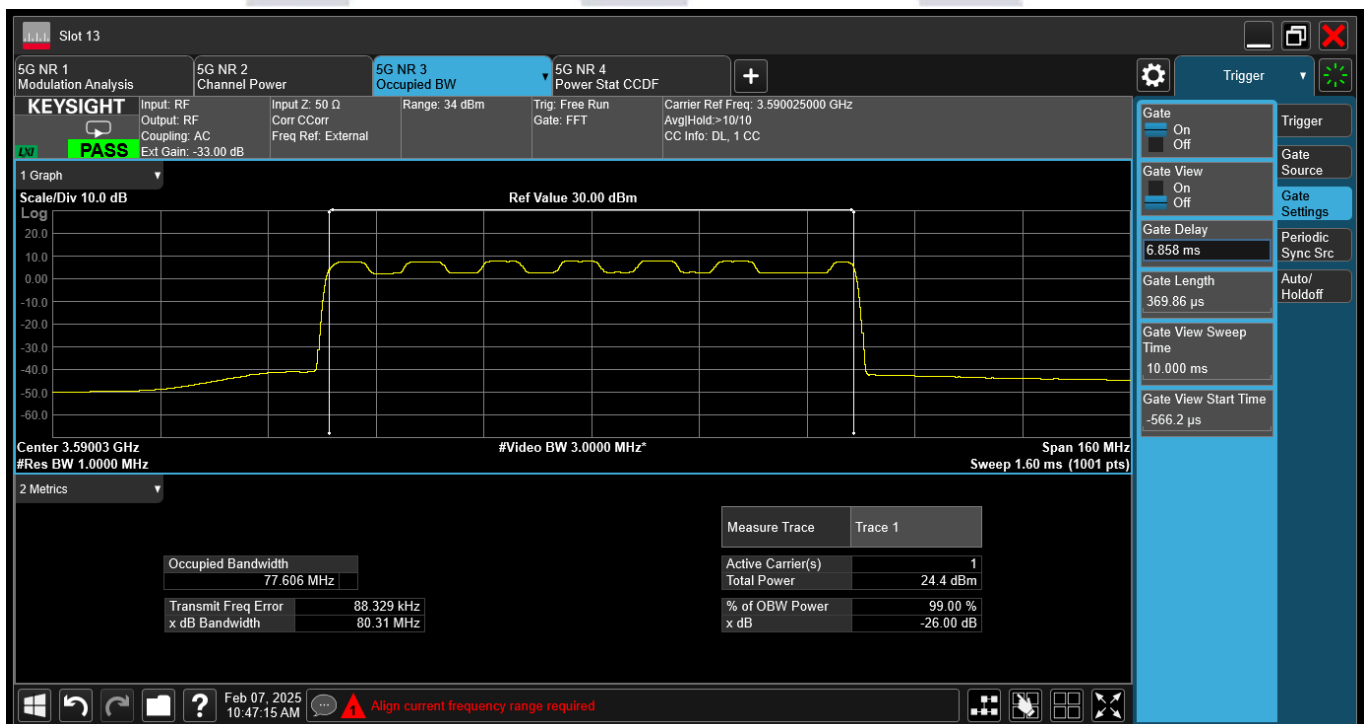 Slot 13
5G NR 1
Modulation Analysis
5G NR 2
Channel Power
5G NR 3
Occupied BW
5G NR 4
Power Stat CCDF
Trigger
KEYSIGHT
LXI
PASS
Input: RF
Output: RF
Coupling: AC
Ext Gain: -33.00 dB
Input Z: 50 Ω
Corr CCorr
Freq Ref: External
Range: 34 dBm
Trig: Free Run
Gate: FFT
Carrier Ref Freq: 3.590025000 GHz
Avg|Hold:>10/10
CC Info: DL, 1 CC
1 Graph
Scale/Div 10.0 dB
Ref Value 30.00 dBm
Log
20.0
10.0
0.00
-10.0
-20.0
-30.0
-40.0
-50.0
-60.0
Center 3.59003 GHz
#Video BW 3.0000 MHz*
Span 160 MHz
#Res BW 1.0000 MHz
Sweep 1.60 ms (1001 pts)
2 Metrics
Measure Trace Trace 1
Occupied Bandwidth
77.606 MHz
Active Carrier(s) 1
Total Power 24.4 dBm
Transmit Freq Error 88.329 kHz
x dB Bandwidth 80.31 MHz
% of OBW Power 99.00 %
x dB -26.00 dB
Gate
On
Off
Gate View
On
Off
Gate Delay
6.858 ms
Gate Length
369.86 µs
Gate View Sweep
Time
10.000 ms
Gate View Start Time
-566.2 µs
Trigger
Gate
Source
Gate
Settings
Periodic
Sync Src
Auto/
Holdoff
?
Feb 07, 2025
10:47:15 AM
1
Align current frequency range required